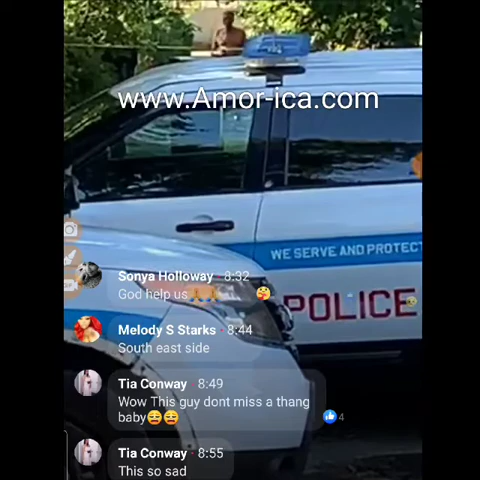 www.Amor-ica.com
WE SERVE AND PROTECT
Sonya Holloway · 8:32
God help us🙏🙏
POLICE
Melody S Starks · 8:44
South east side
Tia Conway 8:49
Wow This guy dont miss a thang
baby😄😄
4
Tia Conway · 8:55
This so sad